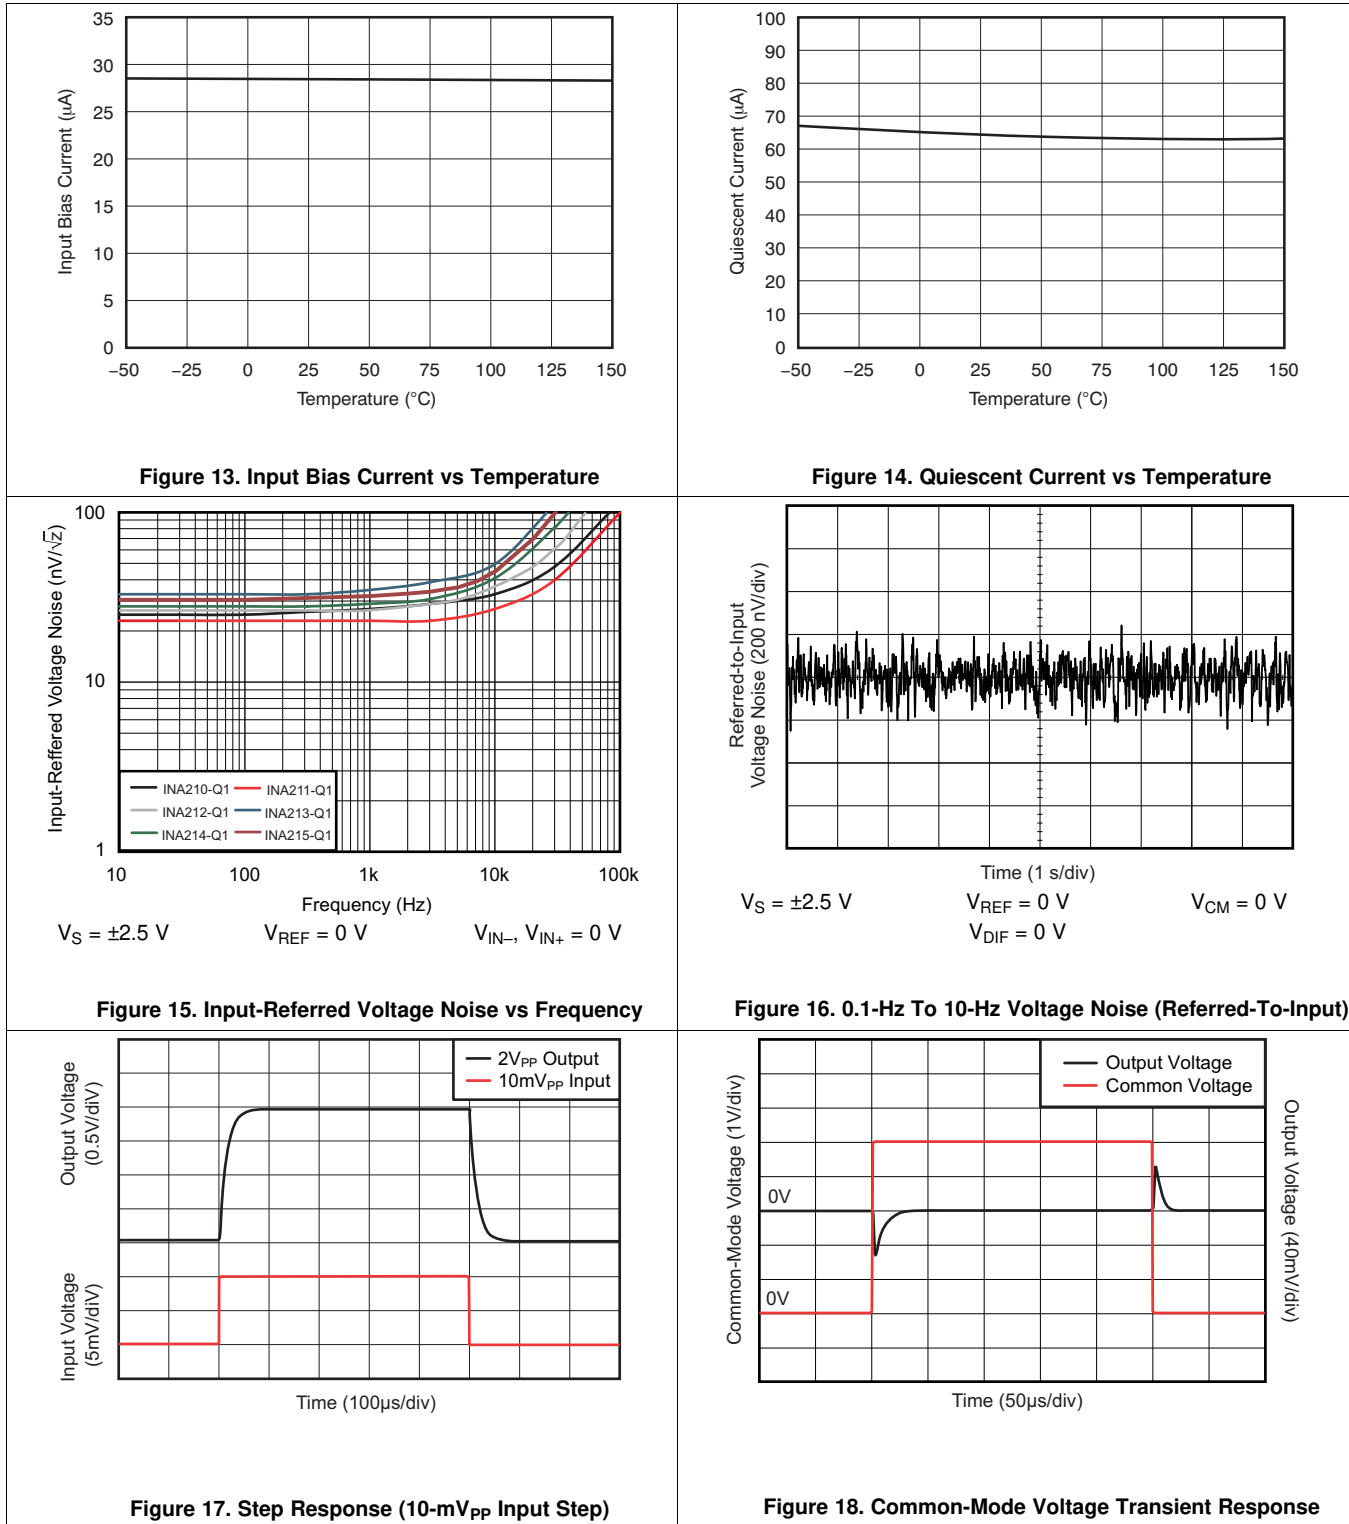 35
30
25
20
15
10
5
0
Input Bias Current (μA)
−50 −25 0 25 50 75 100 125 150
Temperature (°C)
Figure 13. Input Bias Current vs Temperature
100
90
80
70
60
50
40
30
20
10
0
Quiescent Current (μA)
−50 −25 0 25 50 75 100 125 150
Temperature (°C)
Figure 14. Quiescent Current vs Temperature
100
10
1
Input-Reffered Voltage Noise (nV/√z)
INA210-Q1 INA211-Q1
INA212-Q1 INA213-Q1
INA214-Q1 INA215-Q1
10 100 1k 10k 100k
Frequency (Hz)
VS = ±2.5 V VREF = 0 V VIN–, VIN+ = 0 V
Figure 15. Input-Referred Voltage Noise vs Frequency
Referred-to-Input
Voltage Noise (200 nV/div)
Time (1 s/div)
VS = ±2.5 V VREF = 0 V VCM = 0 V
VDIF = 0 V
Figure 16. 0.1-Hz To 10-Hz Voltage Noise (Referred-To-Input)
2VPP Output
10mVPP Input
Output Voltage
(0.5V/diV)
Input Voltage
(5mV/diV)
Time (100μs/div)
Figure 17. Step Response (10-mVPP Input Step)
Output Voltage
Common Voltage
Common-Mode Voltage (1V/div)
0V
0V
Output Voltage (40mV/div)
Time (50μs/div)
Figure 18. Common-Mode Voltage Transient Response